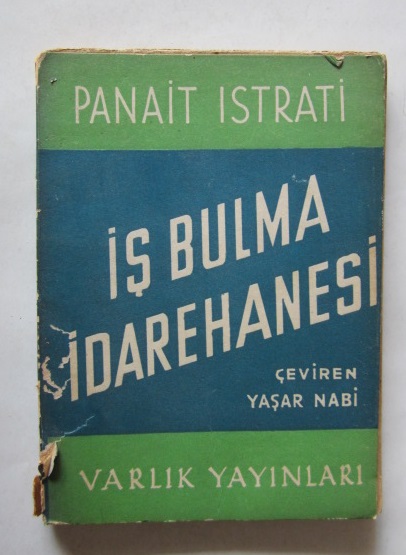 PANAİT ISTRATİ
İŞ BULMA
İDAREHANESİ
ÇEVİREN
YAŞAR NABİ
VARLIK YAYINLARI